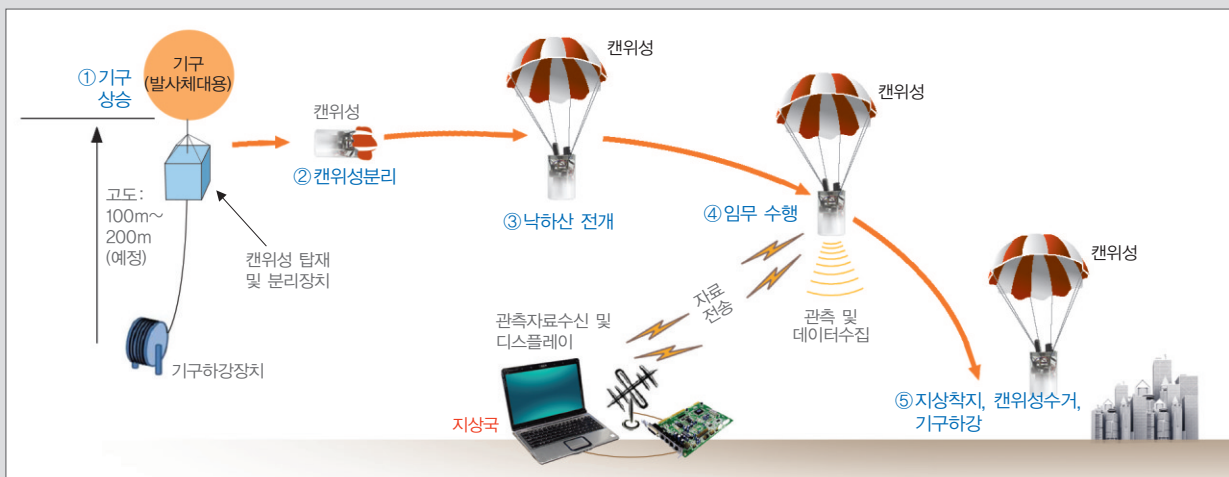 ① 기구
상승
기구
(발사체대용)
고도:
100m~
200m
(예정)
캔위성 탑재
및 분리장치
기구하강장치
캔위성
② 캔위성분리
캔위성
③ 낙하산 전개
캔위성
④ 임무 수행
자료
전송
관측 및
데이터수집
관측자료수신 및
디스플레이
지상국
캔위성
⑤ 지상착지, 캔위성수거,
기구하강